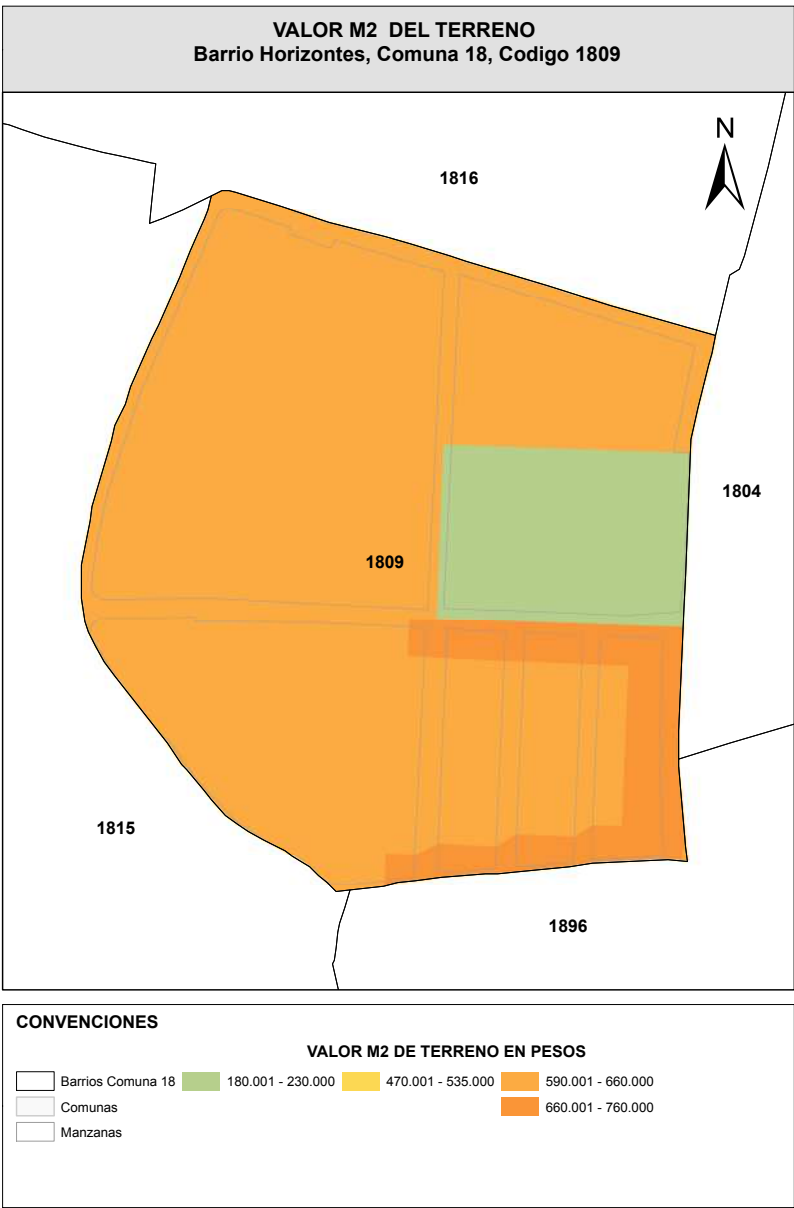 VALOR M2 DEL TERRENO
Barrio Horizontes, Comuna 18, Codigo 1809
N
1816
1804
1809
1815
1896
CONVENCIONES
VALOR M2 DE TERRENO EN PESOS
Barrios Comuna 18 180.001 - 230.000 470.001 - 535.000 590.001 - 660.000
Comunas 660.001 - 760.000
Manzanas